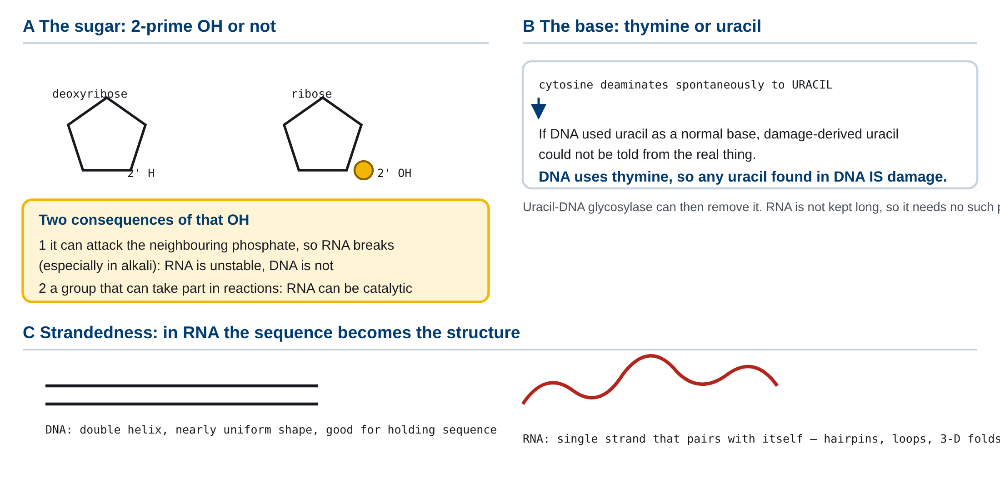 A The sugar: 2-prime OH or not
deoxyribose
ribose
2' H
2' OH
Two consequences of that OH
1 it can attack the neighbouring phosphate, so RNA breaks
(especially in alkali): RNA is unstable, DNA is not
2 a group that can take part in reactions: RNA can be catalytic
B The base: thymine or uracil
cytosine deaminates spontaneously to URACIL
If DNA used uracil as a normal base, damage-derived uracil
could not be told from the real thing.
DNA uses thymine, so any uracil found in DNA IS damage.
Uracil-DNA glycosylase can then remove it. RNA is not kept long, so it needs no such
C Strandedness: in RNA the sequence becomes the structure
DNA: double helix, nearly uniform shape, good for holding sequence
RNA: single strand that pairs with itself — hairpins, loops, 3-D folds